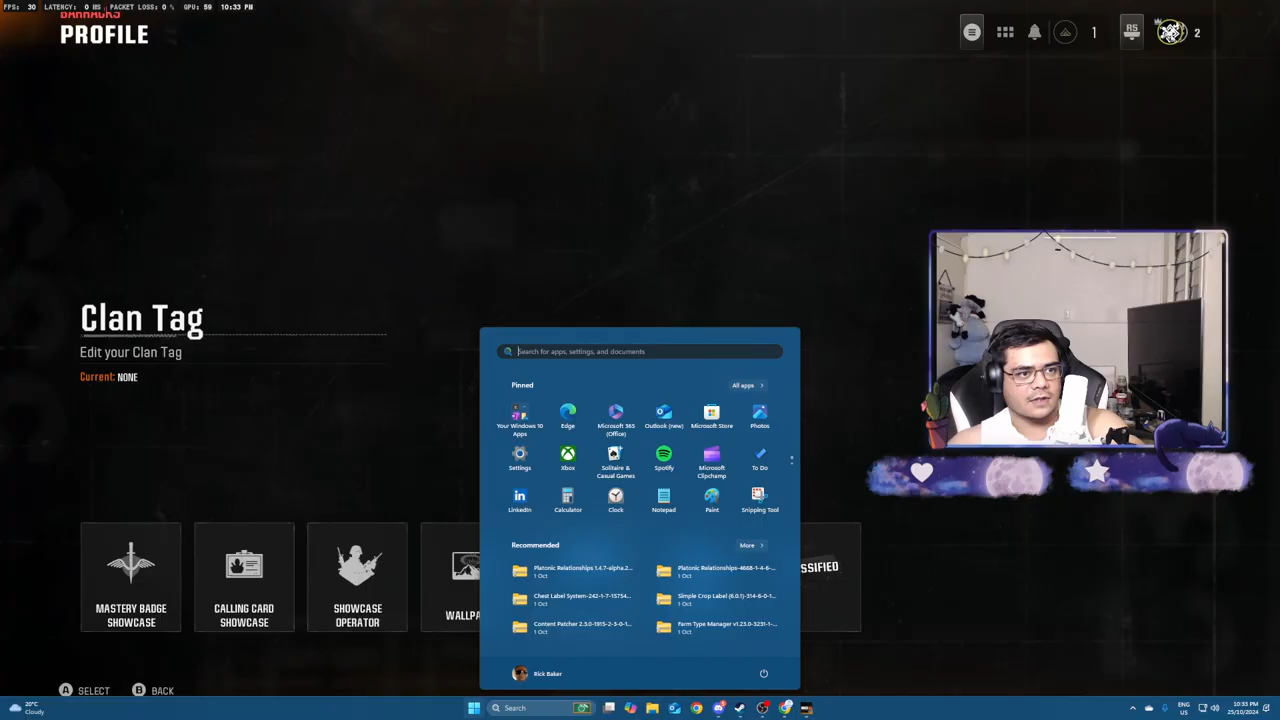 FPS: 30 LATENCY: 0 MS PACKET LOSS: 0 % GPU: 59 10:33 PM
BARRACKS
PROFILE
1
RS
2
Clan Tag
Edit your Clan Tag
Current: NONE
Search for apps, settings, and documents
Pinned
All apps
Your Windows 10 Apps
Edge
Microsoft 365 (Office)
Outlook (new)
Microsoft Store
Photos
Settings
Xbox
Solitaire & Casual Games
Spotify
Microsoft Clipchamp
To Do
LinkedIn
Calculator
Clock
Notepad
Paint
Snipping Tool
Recommended
More
Platonic Relationships 1.4.7-alpha.2...
1 Oct
Platonic Relationships-4668-1-4-6-...
1 Oct
Chest Label System-242-1-7-15754...
1 Oct
Simple Crop Label (6.0.1)-314-6-0-1...
1 Oct
Content Patcher 2.3.0-1915-2-3-0-1...
1 Oct
Farm Type Manager v1.23.0-3231-1-...
1 Oct
Rick Baker
MASTERY BADGE SHOWCASE
CALLING CARD SHOWCASE
SHOWCASE OPERATOR
WALLPA
SSIFIED
A SELECT B BACK
20°C
Cloudy
Search
ENG
US
10:33 PM
25/10/2024